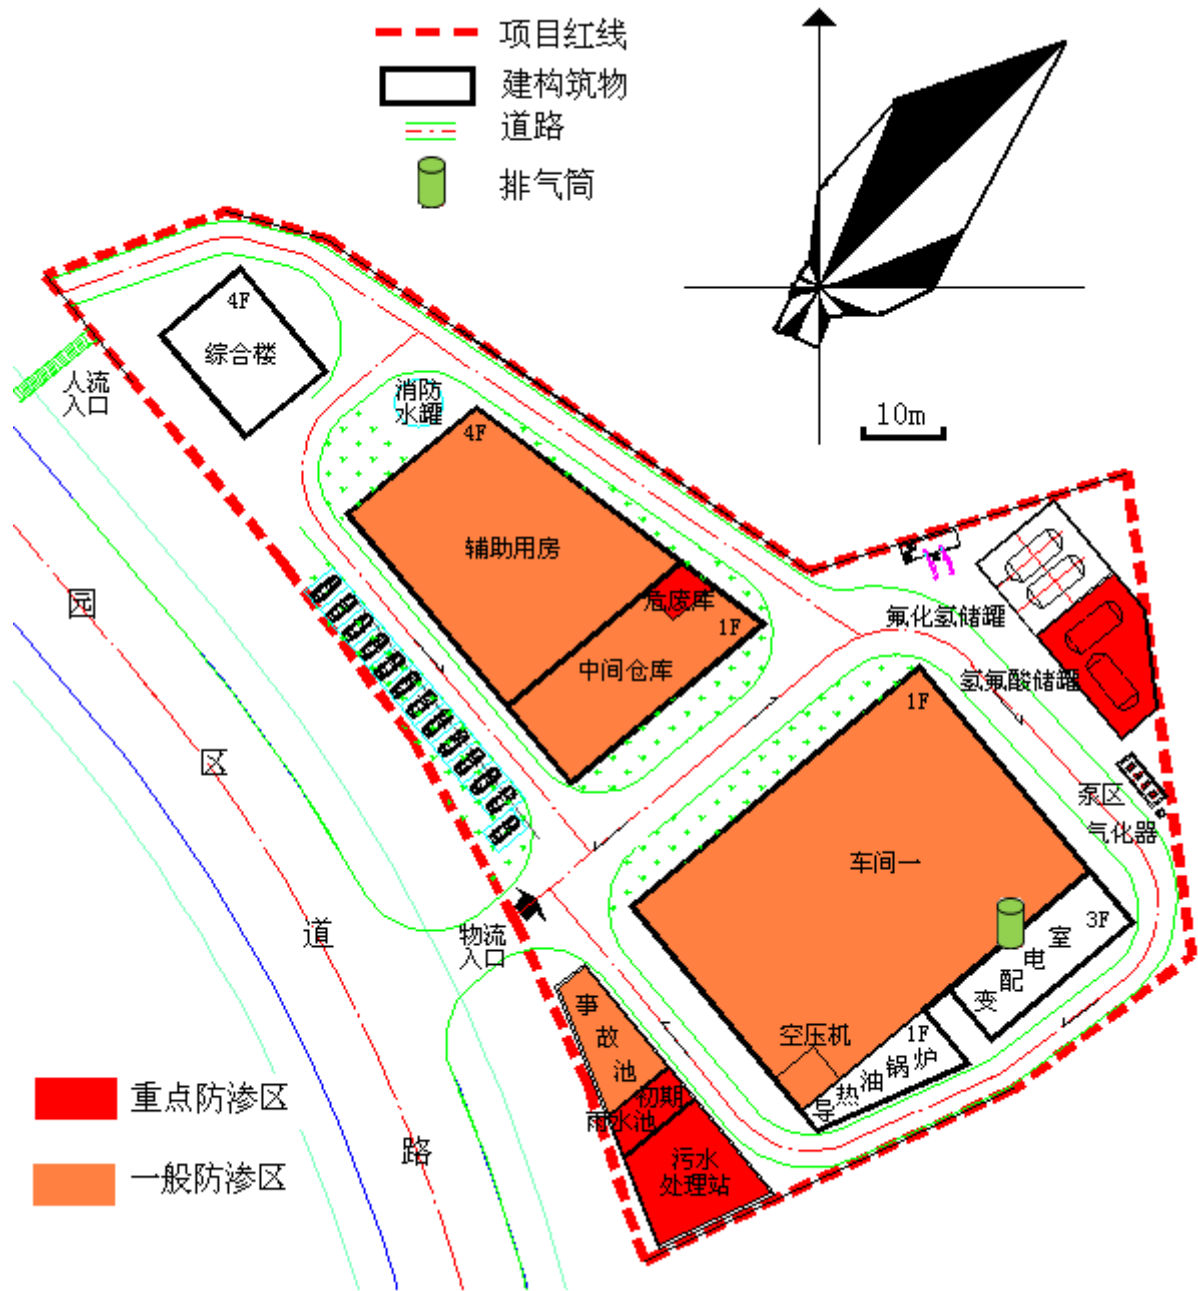 项目红线
建构筑物
道路
排气筒
10m
4F
综合楼
人流
入口
消防
水罐
4F
辅助用房
危废库
1F
中间仓库
氟化氢储罐
氢氟酸储罐
泵区
气化器
1F
车间一
3F
变配电室
空压机
1F
导热油锅炉
物流
入口
事故池
初期
雨水池
污水
处理站
园区道路
重点防渗区
一般防渗区